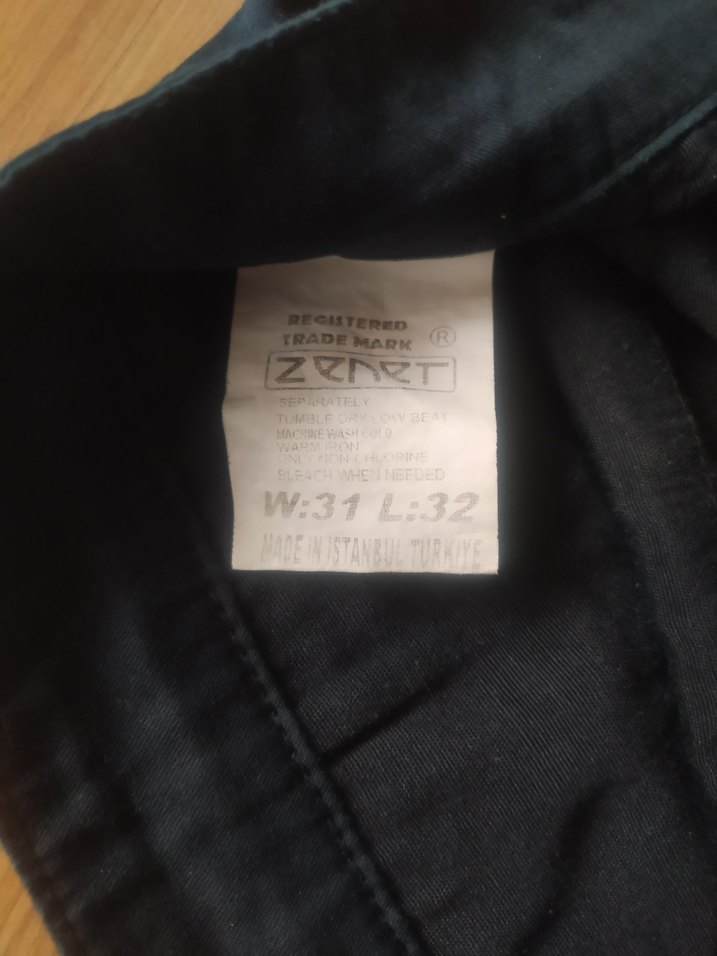 REGISTERED
TRADE MARK ®
ZENET
SEPARATELY
TUMBLE DRY LOW BEAT
MACHINE WASH COLD
WARM IRON
ONLY NON-CHLORINE
BLEACH WHEN NEEDED
W:31 L:32
MADE IN ISTANBUL TURKIYE